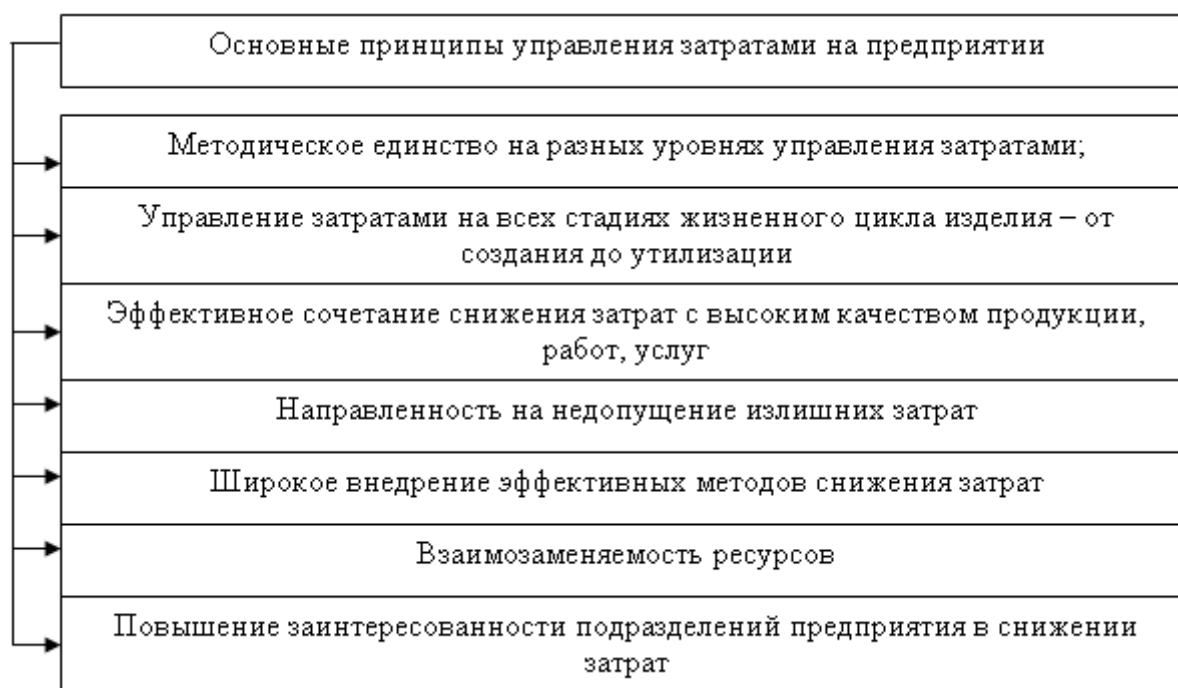 Основные принципы управления затратами на предприятии
Методическое единство на разных уровнях управления затратами;
Управление затратами на всех стадиях жизненного цикла изделия – от
создания до утилизации
Эффективное сочетание снижения затрат с высоким качеством продукции,
работ, услуг
Направленность на недопущение излишних затрат
Широкое внедрение эффективных методов снижения затрат
Взаимозаменяемость ресурсов
Повышение заинтересованности подразделений предприятия в снижении
затрат